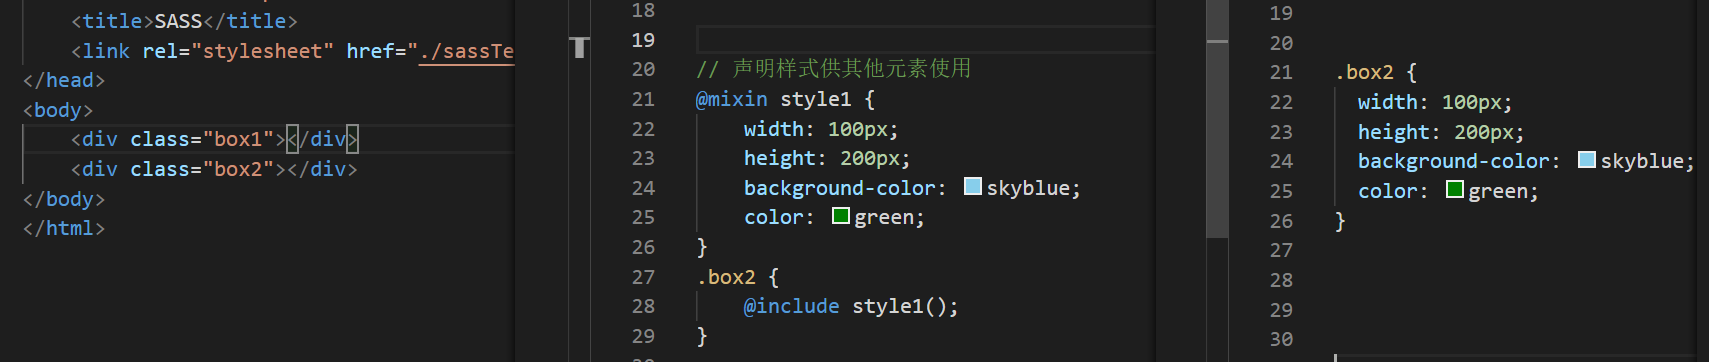 <title>SASS</title>
<link rel="stylesheet" href="./sassTe
</head>
<body>
<div class="box1"></div>
<div class="box2"></div>
</body>
</html>
18
19
20 // 声明样式供其他元素使用
21 @mixin style1 {
22 width: 100px;
23 height: 200px;
24 background-color: skyblue;
25 color: green;
26 }
27 .box2 {
28 @include style1();
29 }
19
20
21 .box2 {
22 width: 100px;
23 height: 200px;
24 background-color: skyblue;
25 color: green;
26 }
27
28
29
30